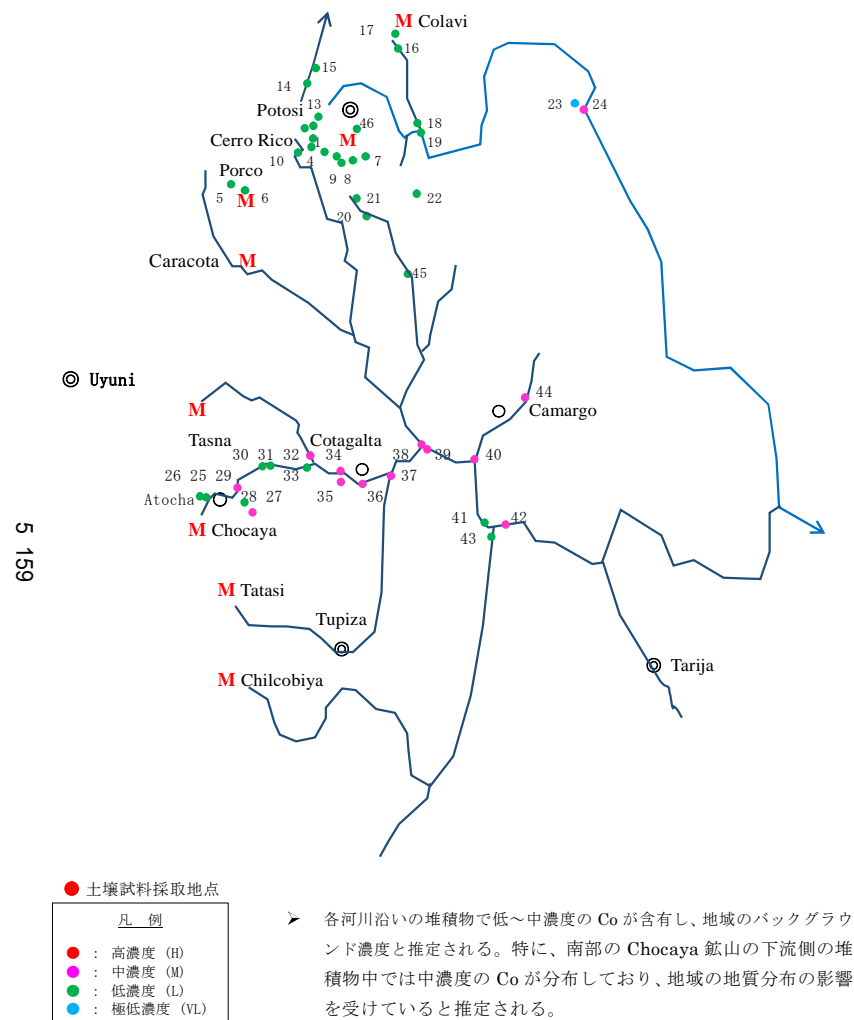 17 M Colavi
16
15
14
Potosi 13
46
18
23 24
Cerro Rico 1 M
19
10 4 7
Porco 9 8
5 6
M
21 22
20
Caracota M
45
Uyuni
M
44
Camargo
Tasna Cotagalta
30 31 32 34 38 39 40
26 25 29 33 37
Atocha 28 27 35 36
M Chocaya
41 42
43
M Tatasi
Tupiza
Tarija
M Chilcobiya
5 159
土壌試料採取地点
凡 例
: 高濃度 (H)
: 中濃度 (M)
: 低濃度 (L)
: 極低濃度 (VL)
➢ 各河川沿いの堆積物で低~中濃度の Co が含有し、地域のバックグラウ
ンド濃度と推定される。特に、南部の Chocaya 鉱山の下流側の堆
積物中では中濃度の Co が分布しており、地域の地質分布の影響
を受けていると推定される。